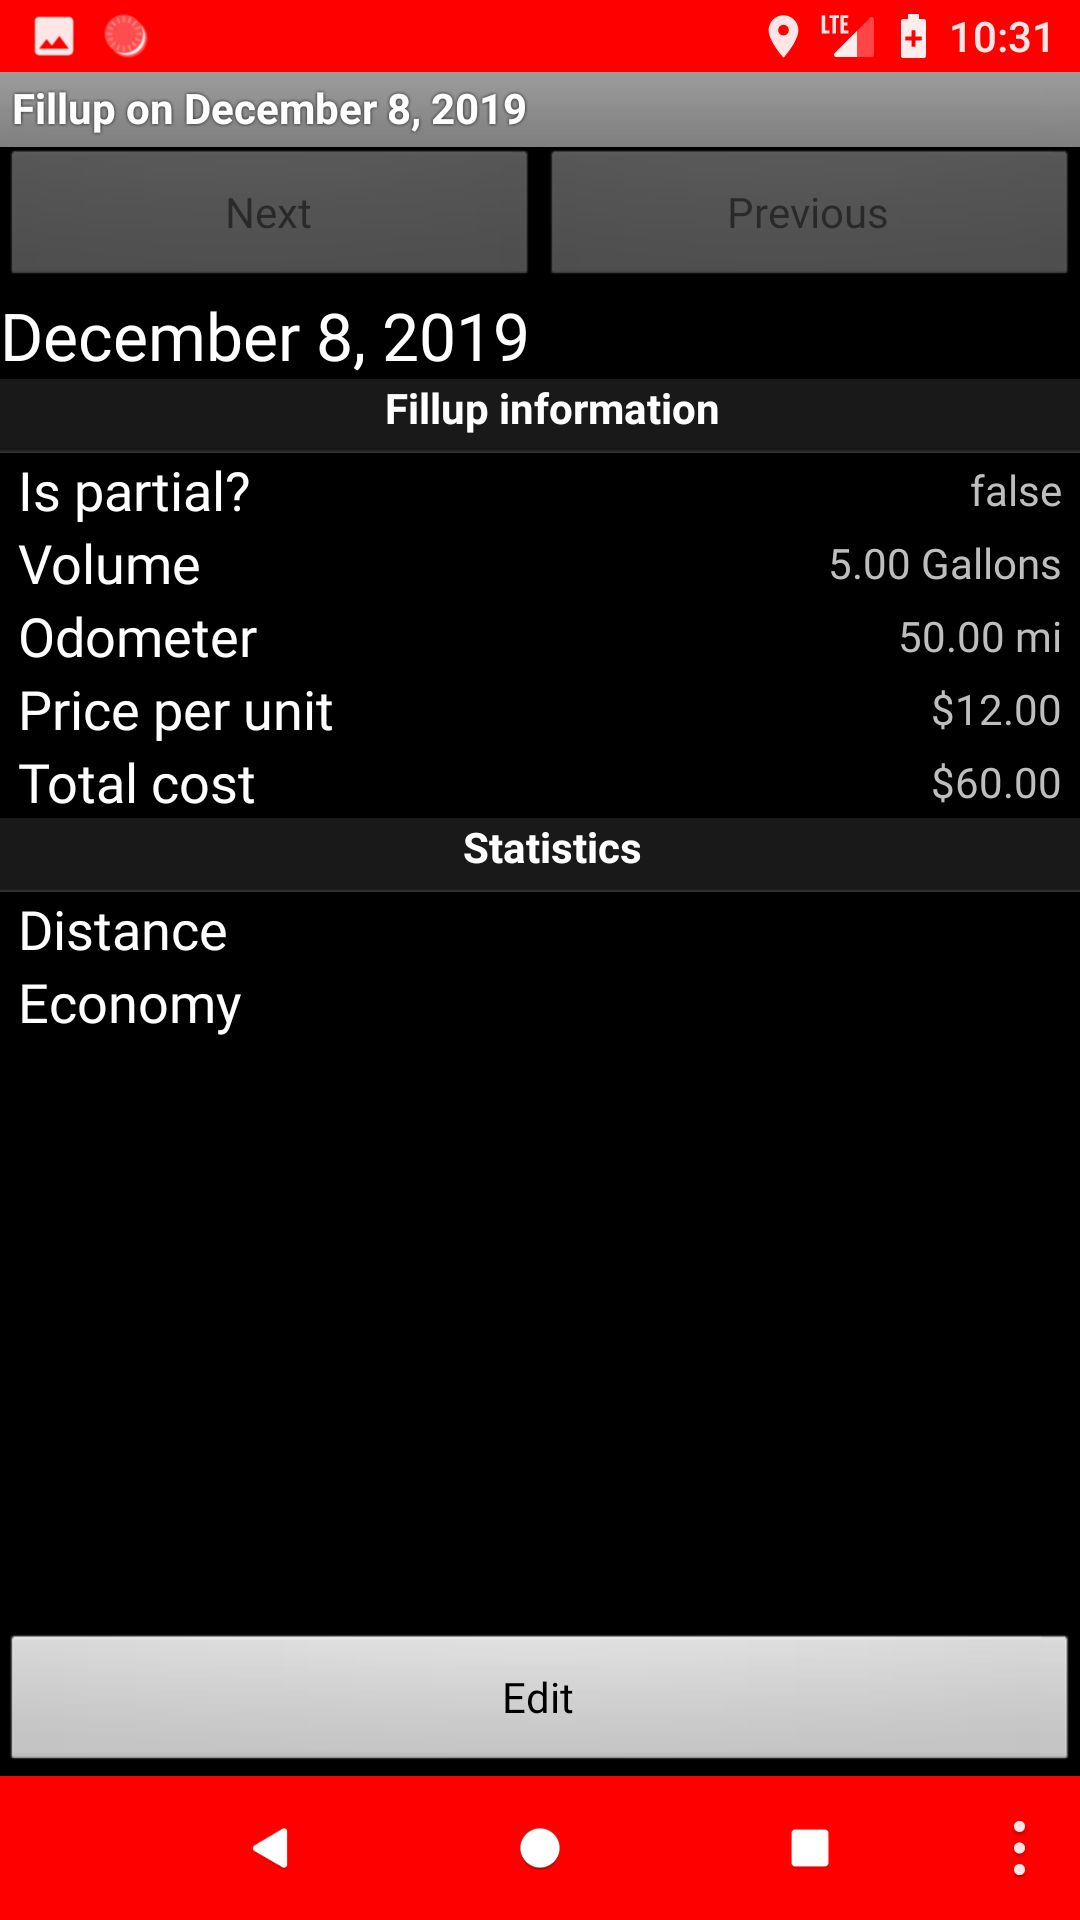 LTE 10:31
Fillup on December 8, 2019
Next Previous
December 8, 2019
Fillup information
Is partial? false
Volume 5.00 Gallons
Odometer 50.00 mi
Price per unit $12.00
Total cost $60.00
Statistics
Distance
Economy
Edit